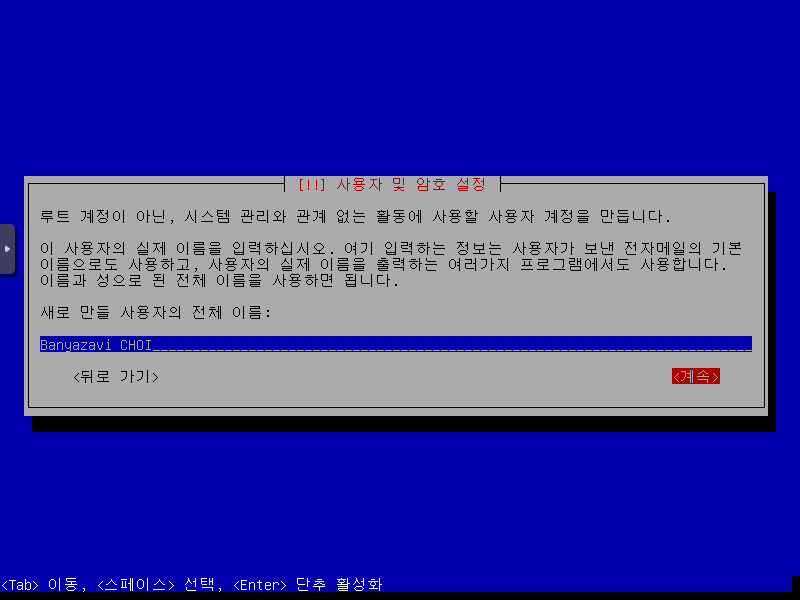 [!!] 사용자 및 암호 설정
루트 계정이 아닌, 시스템 관리와 관계 없는 활동에 사용할 사용자 계정을 만듭니다.
이 사용자의 실제 이름을 입력하십시오. 여기 입력하는 정보는 사용자가 보낸 전자메일의 기본
이름으로도 사용하고, 사용자의 실제 이름을 출력하는 여러가지 프로그램에서도 사용합니다.
이름과 성으로 된 전체 이름을 사용하면 됩니다.
새로 만들 사용자의 전체 이름:
Banyazavi CHOI
<뒤로 가기> <계속>
<Tab> 이동, <스페이스> 선택, <Enter> 단추 활성화